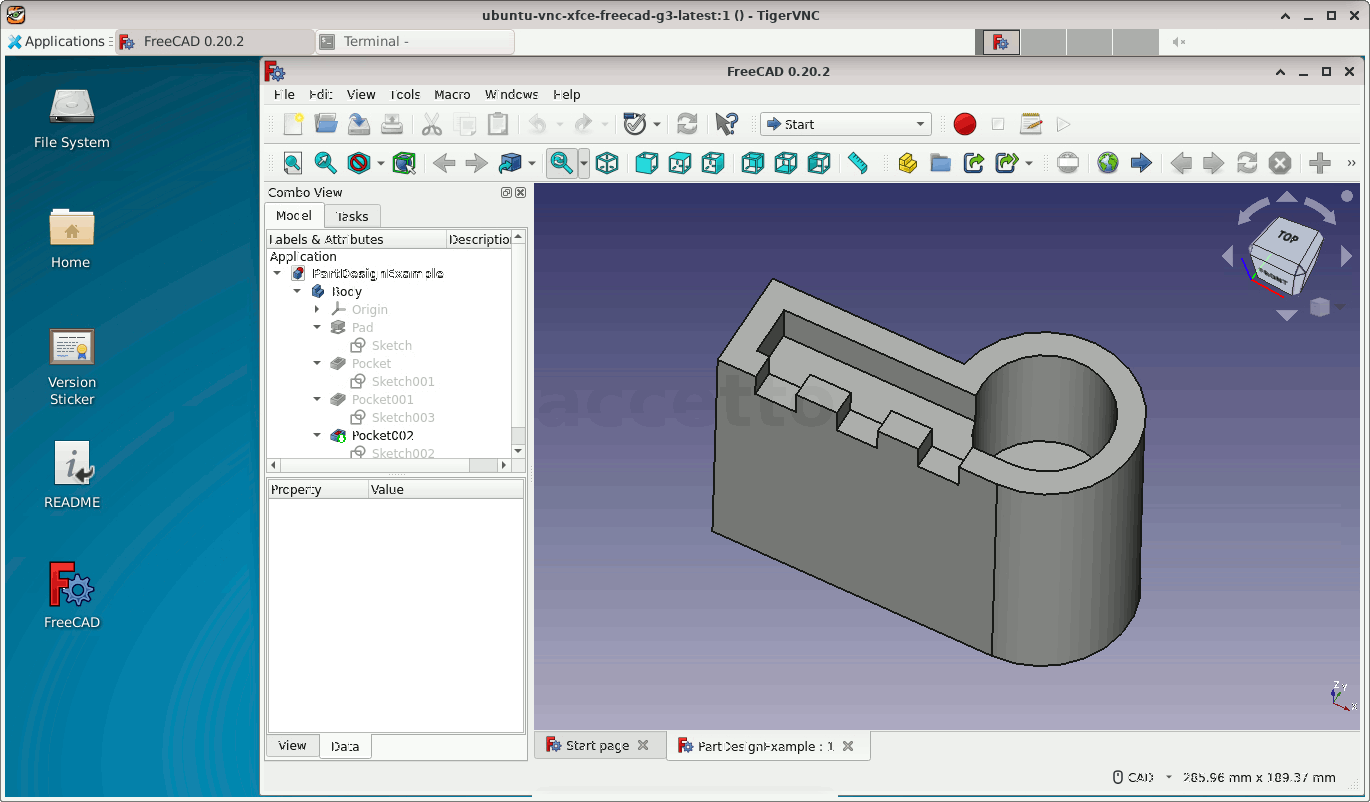 ubuntu-vnc-xfce-freecad-g3-latest:1 () - TigerVNC
Applications FreeCAD 0.20.2 Terminal -
FreeCAD 0.20.2
File Edit View Tools Macro Windows Help
Start
Combo View
Model Tasks
Labels & Attributes Descriptio
Application
PartDesignExample
Body
Origin
Pad
Sketch
Pocket
Sketch001
Pocket001
Sketch003
Pocket002
Sketch002
Property Value
View Data
File System
Home
Version
Sticker
README
FreeCAD
accetto
TOP
FRONT
Z y
x
Start page PartDesignExample : 1
CAD 285.96 mm x 189.37 mm